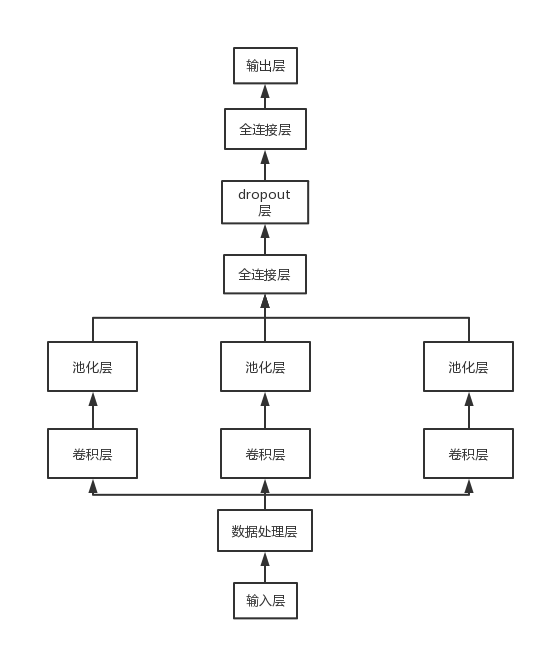 输出层
全连接层
dropout
层
全连接层
池化层
池化层
池化层
卷积层
卷积层
卷积层
数据处理层
输入层